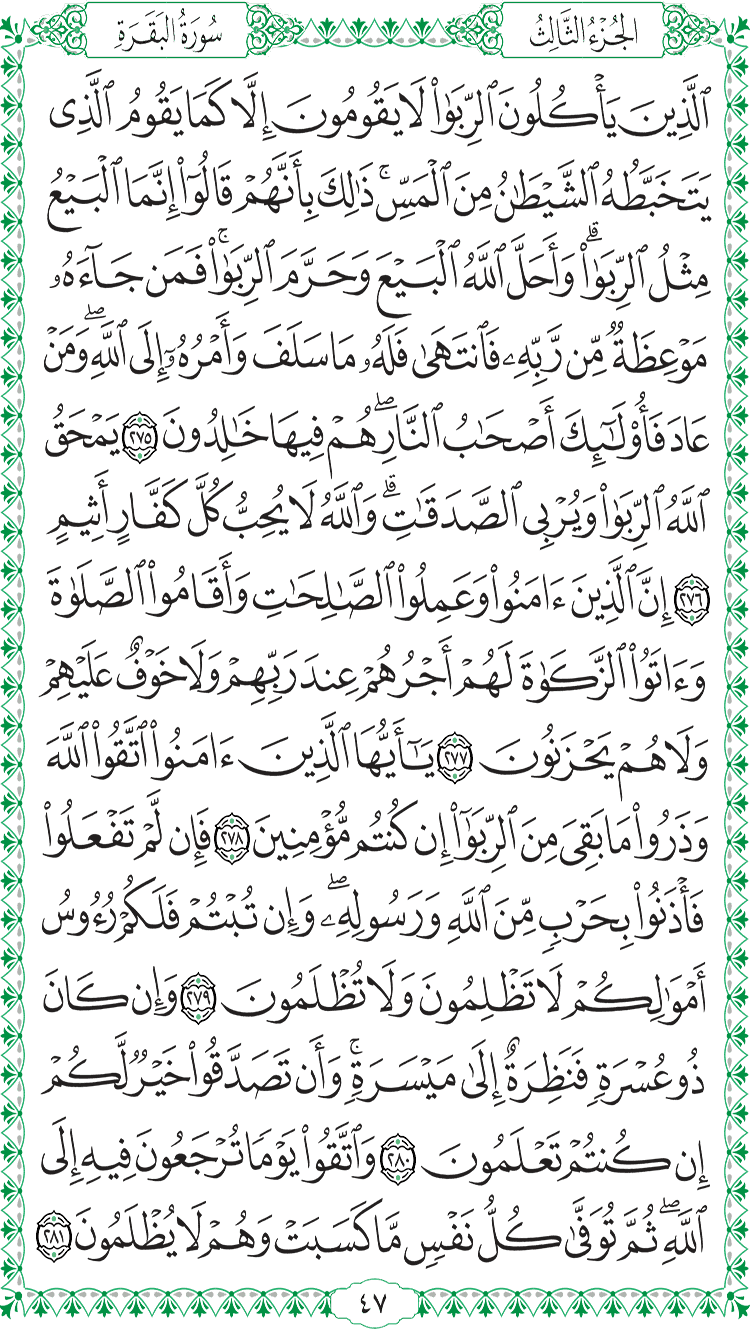 الجُزْءُ الثَّالِثُ
سُورَةُ البَقَرَةِ
ٱلَّذِينَ يَأۡكُلُونَ ٱلرِّبَوٰاْ لَا يَقُومُونَ إِلَّا كَمَا يَقُومُ ٱلَّذِي
يَتَخَبَّطُهُ ٱلشَّيۡطَٰنُ مِنَ ٱلۡمَسِّۚ ذَٰلِكَ بِأَنَّهُمۡ قَالُوٓاْ إِنَّمَا ٱلۡبَيۡعُ
مِثۡلُ ٱلرِّبَوٰاْۗ وَأَحَلَّ ٱللَّهُ ٱلۡبَيۡعَ وَحَرَّمَ ٱلرِّبَوٰاْۚ فَمَن جَآءَهُۥ
مَوۡعِظَةٞ مِّن رَّبِّهِۦ فَٱنتَهَىٰ فَلَهُۥ مَا سَلَفَ وَأَمۡرُهُۥٓ إِلَى ٱللَّهِۖ وَمَنۡ
عَادَ فَأُوْلَٰٓئِكَ أَصۡحَٰبُ ٱلنَّارِۖ هُمۡ فِيهَا خَٰلِدُونَ ٢٧٥ يَمۡحَقُ
ٱللَّهُ ٱلرِّبَوٰاْ وَيُرۡبِي ٱلصَّدَقَٰتِۗ وَٱللَّهُ لَا يُحِبُّ كُلَّ كَفَّارٍ أَثِيمٍ
٢٧٦ إِنَّ ٱلَّذِينَ ءَامَنُواْ وَعَمِلُواْ ٱلصَّٰلِحَٰتِ وَأَقَامُواْ ٱلصَّلَوٰةَ
وَءَاتَوُاْ ٱلزَّكَوٰةَ لَهُمۡ أَجۡرُهُمۡ عِندَ رَبِّهِمۡ وَلَا خَوۡفٌ عَلَيۡهِمۡ
وَلَا هُمۡ يَحۡزَنُونَ ٢٧٧ يَٰٓأَيُّهَا ٱلَّذِينَ ءَامَنُواْ ٱتَّقُواْ ٱللَّهَ
وَذَرُواْ مَا بَقِيَ مِنَ ٱلرِّبَوٰٓاْ إِن كُنتُم مُّؤۡمِنِينَ ٢٧٨ فَإِن لَّمۡ تَفۡعَلُواْ
فَأۡذَنُواْ بِحَرۡبٖ مِّنَ ٱللَّهِ وَرَسُولِهِۦۖ وَإِن تُبۡتُمۡ فَلَكُمۡ رُءُوسُ
أَمۡوَٰلِكُمۡ لَا تَظۡلِمُونَ وَلَا تُظۡلَمُونَ ٢٧٩ وَإِن كَانَ
ذُو عُسۡرَةٖ فَنَظِرَةٌ إِلَىٰ مَيۡسَرَةٖۚ وَأَن تَصَدَّقُواْ خَيۡرٞ لَّكُمۡ
إِن كُنتُمۡ تَعۡلَمُونَ ٢٨٠ وَٱتَّقُواْ يَوۡمٗا تُرۡجَعُونَ فِيهِ إِلَى
ٱللَّهِۖ ثُمَّ تُوَفَّىٰ كُلُّ نَفۡسٖ مَّا كَسَبَتۡ وَهُمۡ لَا يُظۡلَمُونَ ٢٨١
٤٧